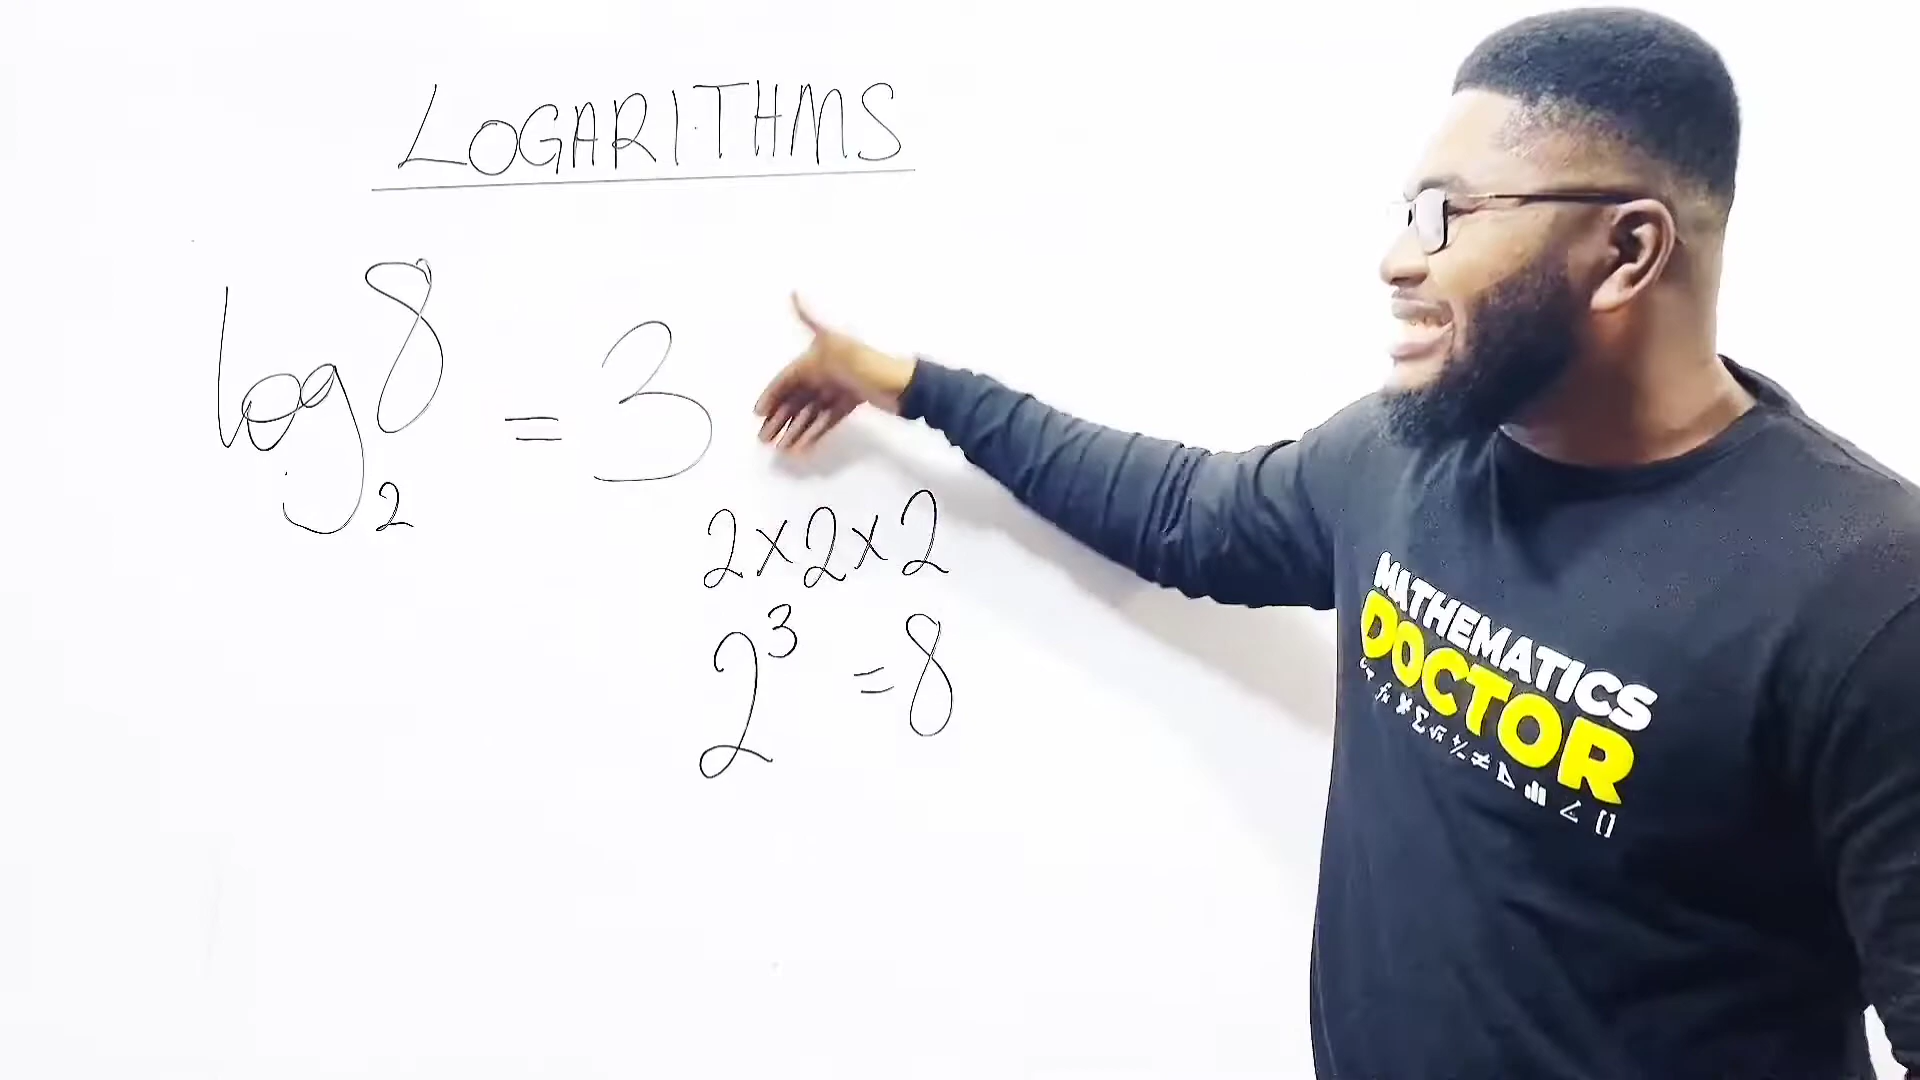 LOGARITHMS
log₂8 = 3
2×2×2
2³ = 8
MATHEMATICS
DOCTOR